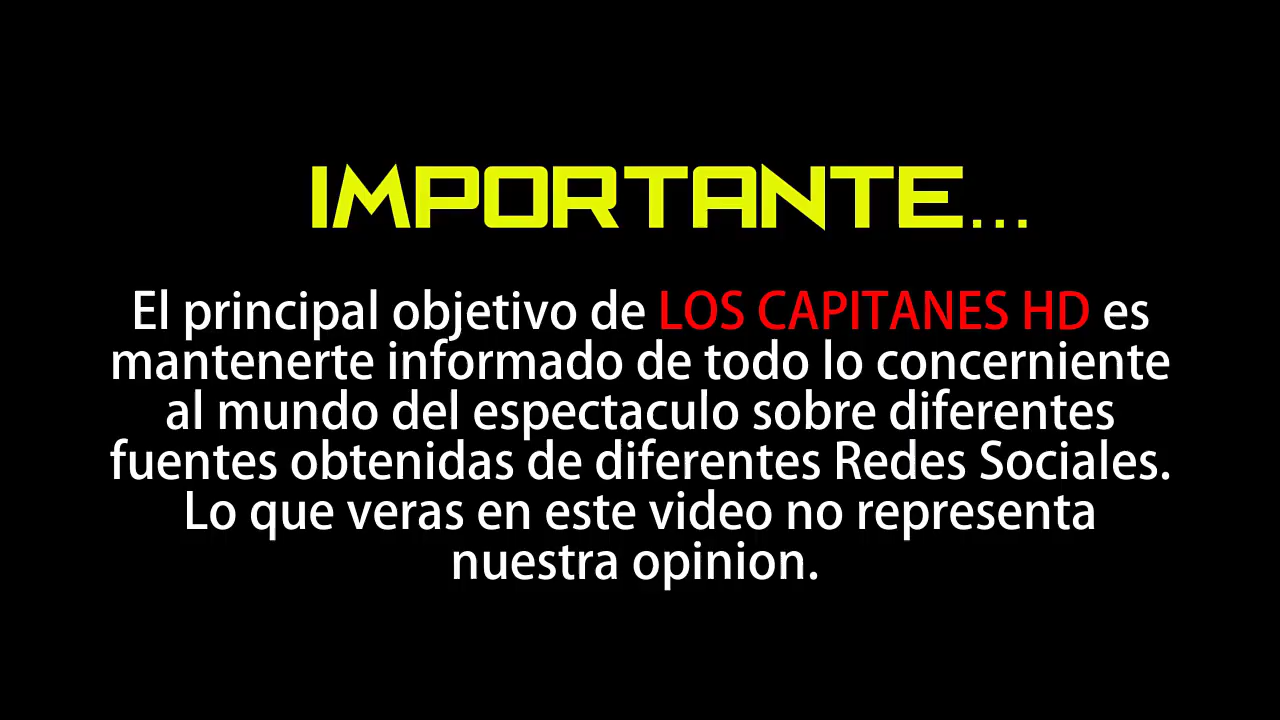 IMPORTANTE...
El principal objetivo de LOS CAPITANES HD es
mantenerte informado de todo lo concerniente
al mundo del espectaculo sobre diferentes
fuentes obtenidas de diferentes Redes Sociales.
Lo que veras en este video no representa
nuestra opinion.